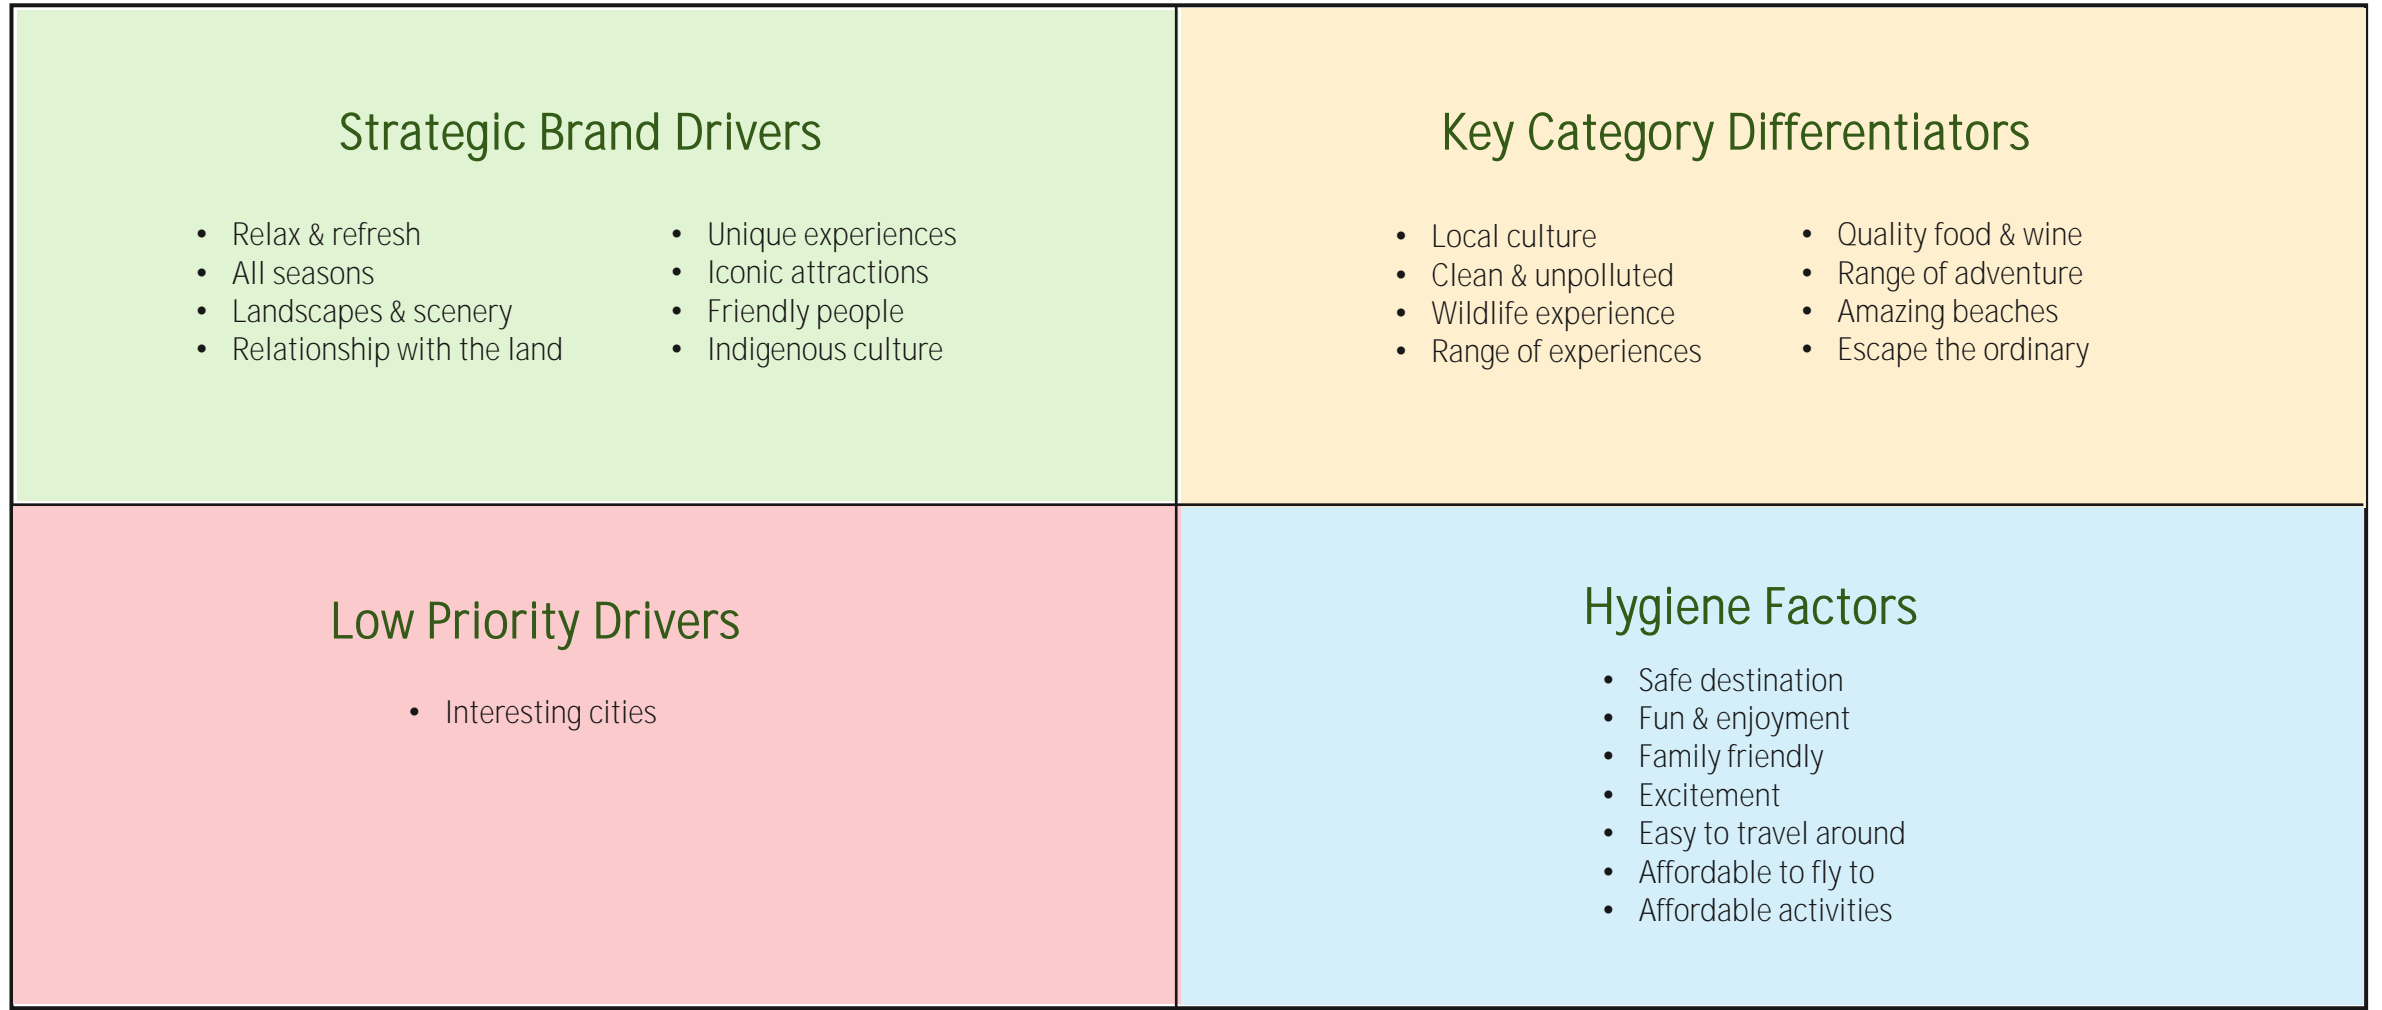 Strategic Brand Drivers
• Relax & refresh
• All seasons
• Landscapes & scenery
• Relationship with the land
• Unique experiences
• Iconic attractions
• Friendly people
• Indigenous culture
Key Category Differentiators
• Local culture
• Clean & unpolluted
• Wildlife experience
• Range of experiences
• Quality food & wine
• Range of adventure
• Amazing beaches
• Escape the ordinary
Low Priority Drivers
• Interesting cities
Hygiene Factors
• Safe destination
• Fun & enjoyment
• Family friendly
• Excitement
• Easy to travel around
• Affordable to fly to
• Affordable activities